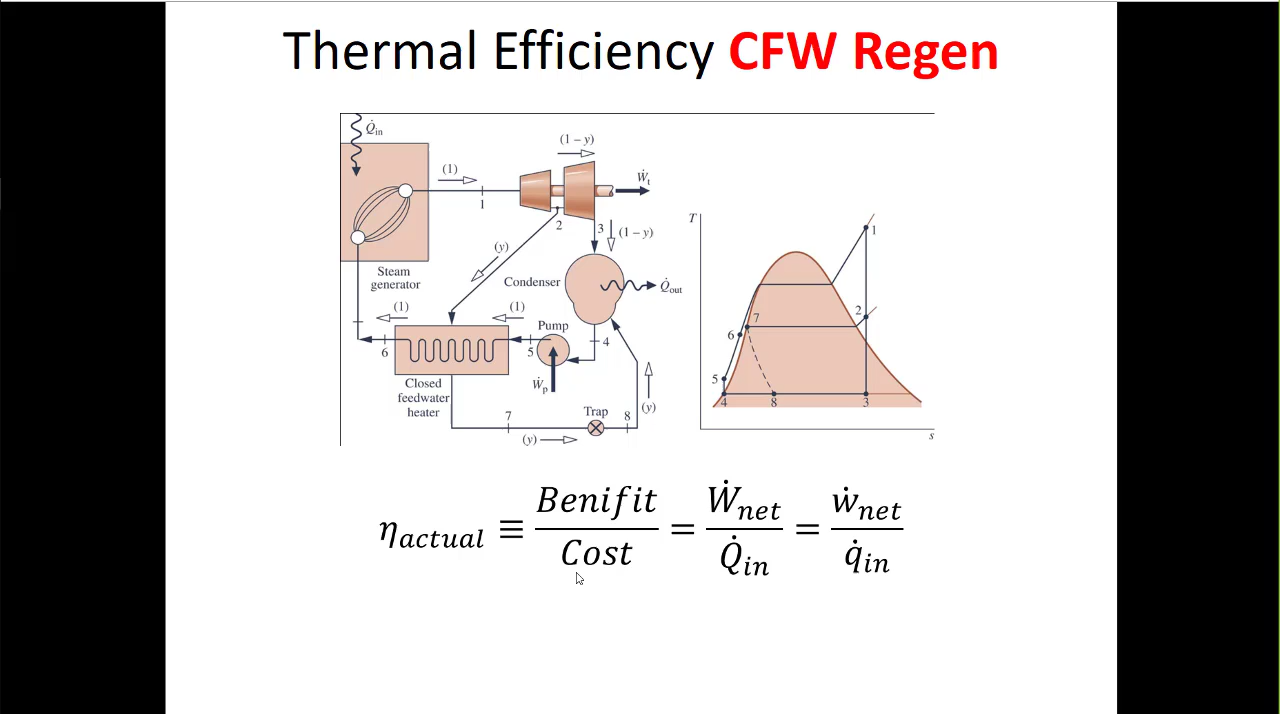 Thermal Efficiency CFW Regen
Q̇in
(1 – y)
(1)
Ẇt
1
2
3
(1 – y)
(y)
Steam
generator
Condenser
Q̇out
(1)
(1)
Pump
6
5
4
Ẇp
Closed
feedwater
heater
7
Trap
8
(y)
(y)
T
1
2
7
6
5
4
8
3
s
ηactual ≡ Benifit / Cost = Ẇnet / Q̇in = ẇnet / q̇in